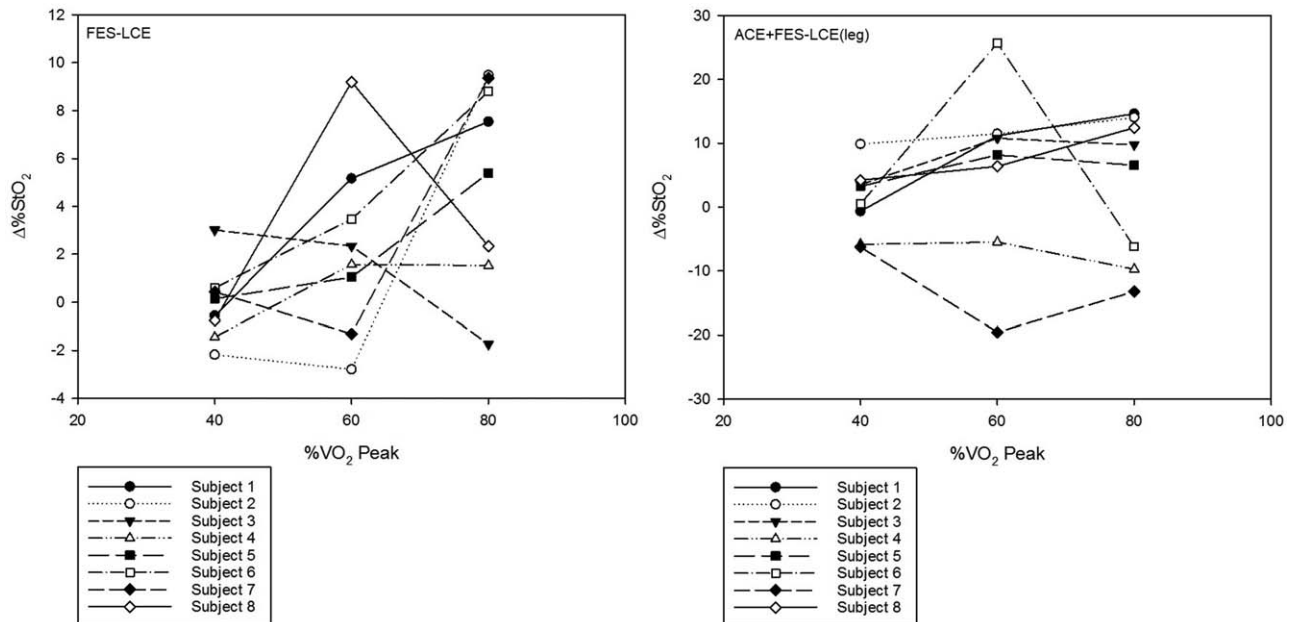 FES-LCE
12
10
8
6
4
2
0
-2
-4
Δ%StO₂
20 40 60 80 100
%VO₂ Peak
Subject 1
Subject 2
Subject 3
Subject 4
Subject 5
Subject 6
Subject 7
Subject 8
ACE+FES-LCE(leg)
30
20
10
0
-10
-20
-30
Δ%StO₂
20 40 60 80 100
%VO₂ Peak
Subject 1
Subject 2
Subject 3
Subject 4
Subject 5
Subject 6
Subject 7
Subject 8